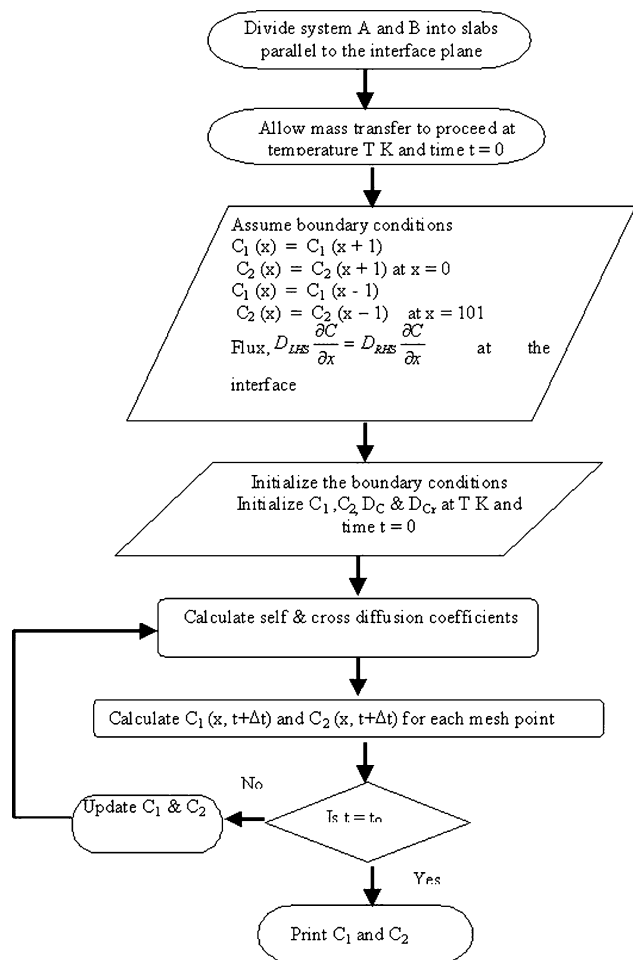 Divide system A and B into slabs
parallel to the interface plane
Allow mass transfer to proceed at
temperature T K and time t = 0
Assume boundary conditions
C₁ (x) = C₁ (x + 1)
C₂ (x) = C₂ (x + 1) at x = 0
C₁ (x) = C₁ (x - 1)
C₂ (x) = C₂ (x – 1) at x = 101
Flux, D_LHS ∂C/∂x = D_RHS ∂C/∂x at the
interface
Initialize the boundary conditions
Initialize C₁ ,C₂, D_C & D_Cr at T K and
time t = 0
Calculate self & cross diffusion coefficients
Calculate C₁ (x, t+Δt) and C₂ (x, t+Δt) for each mesh point
No
Update C₁ & C₂
Is t = t₀
Yes
Print C₁ and C₂